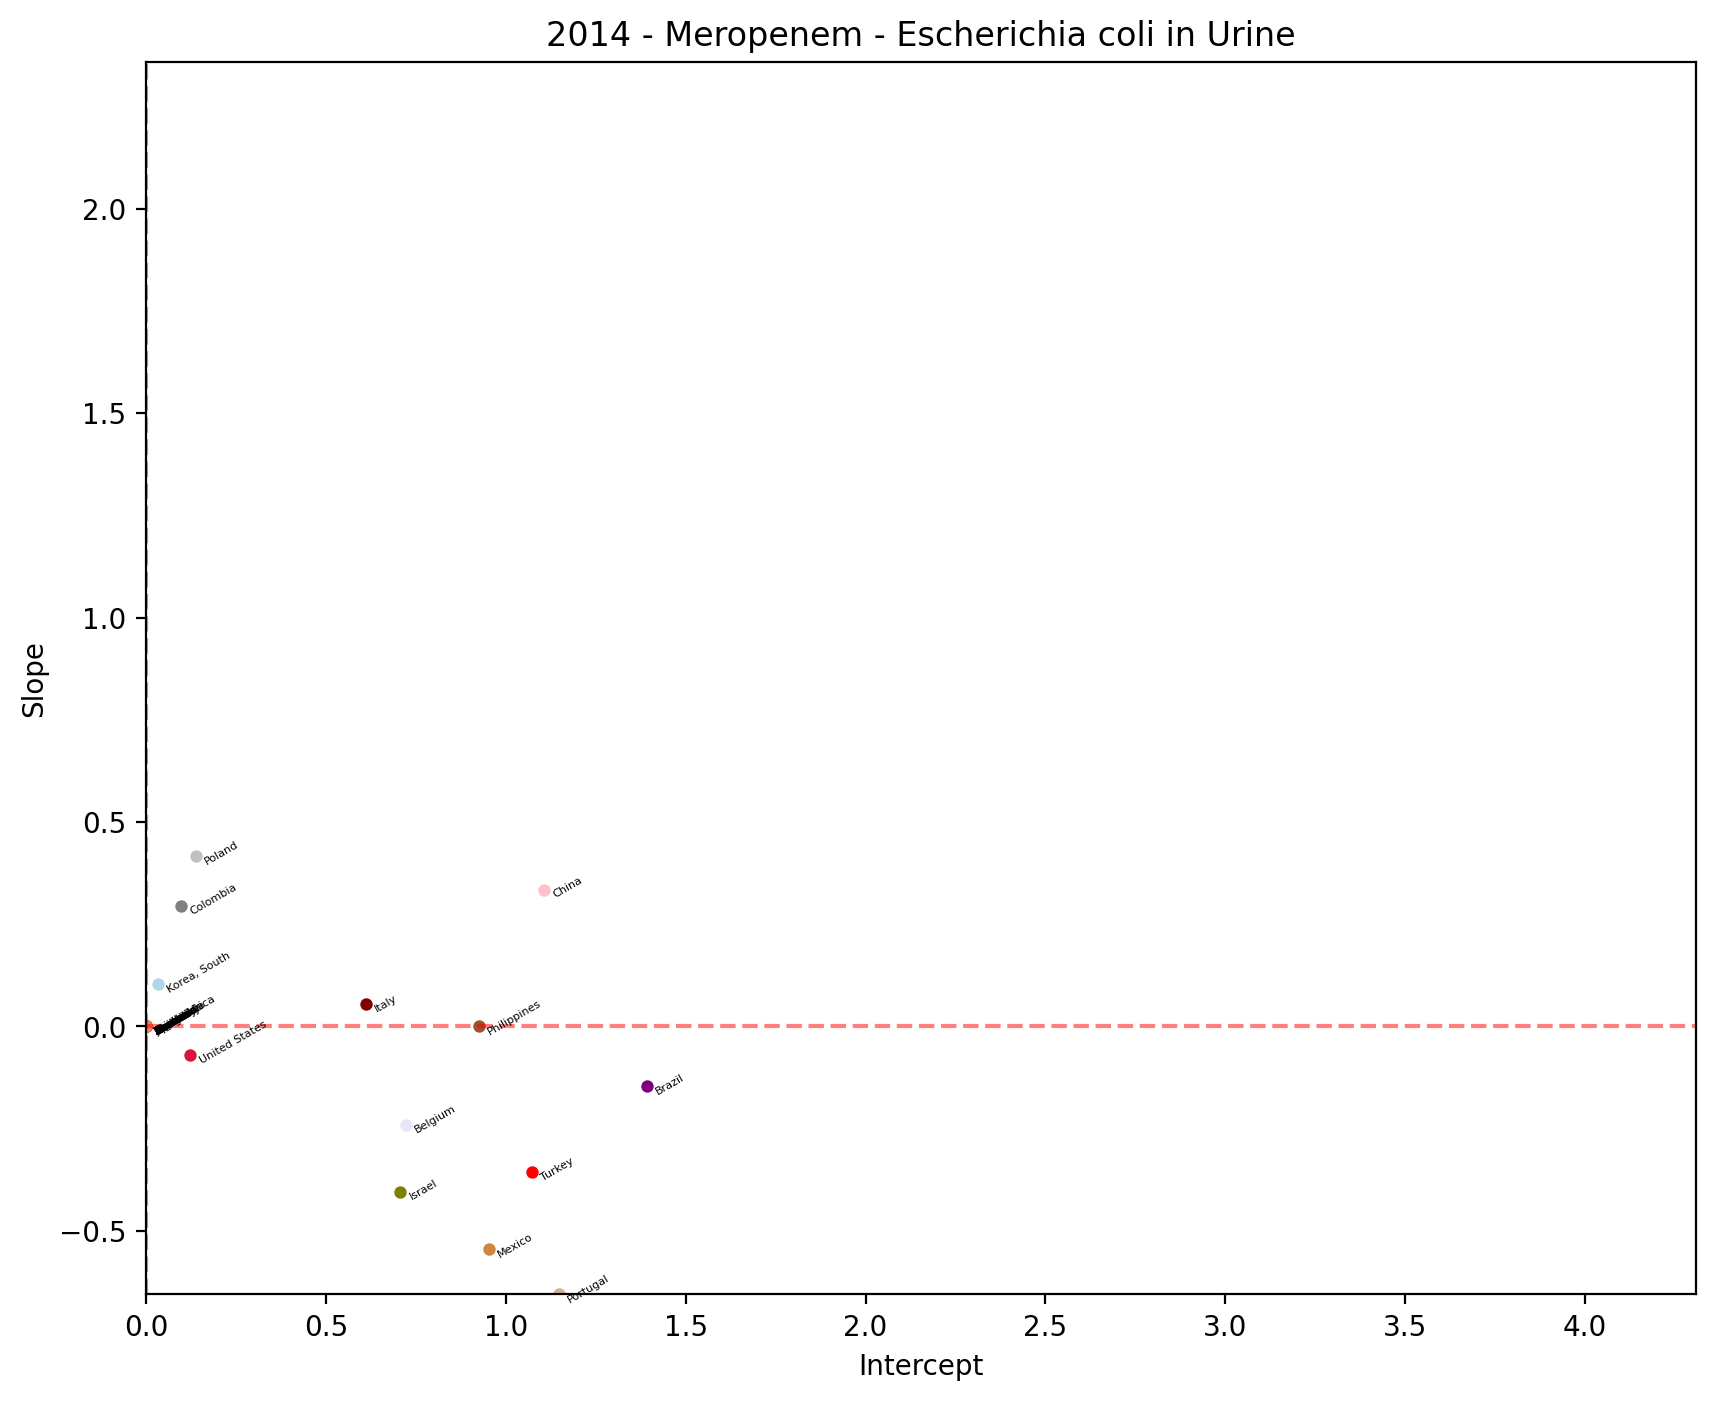 2014 - Meropenem - Escherichia coli in Urine
Slope
2.0
1.5
1.0
0.5
0.0
−0.5
Poland
China
Colombia
Korea, South
Italy
Philippines
United States
Brazil
Belgium
Turkey
Israel
Mexico
Portugal
0.0 0.5 1.0 1.5 2.0 2.5 3.0 3.5 4.0
Intercept